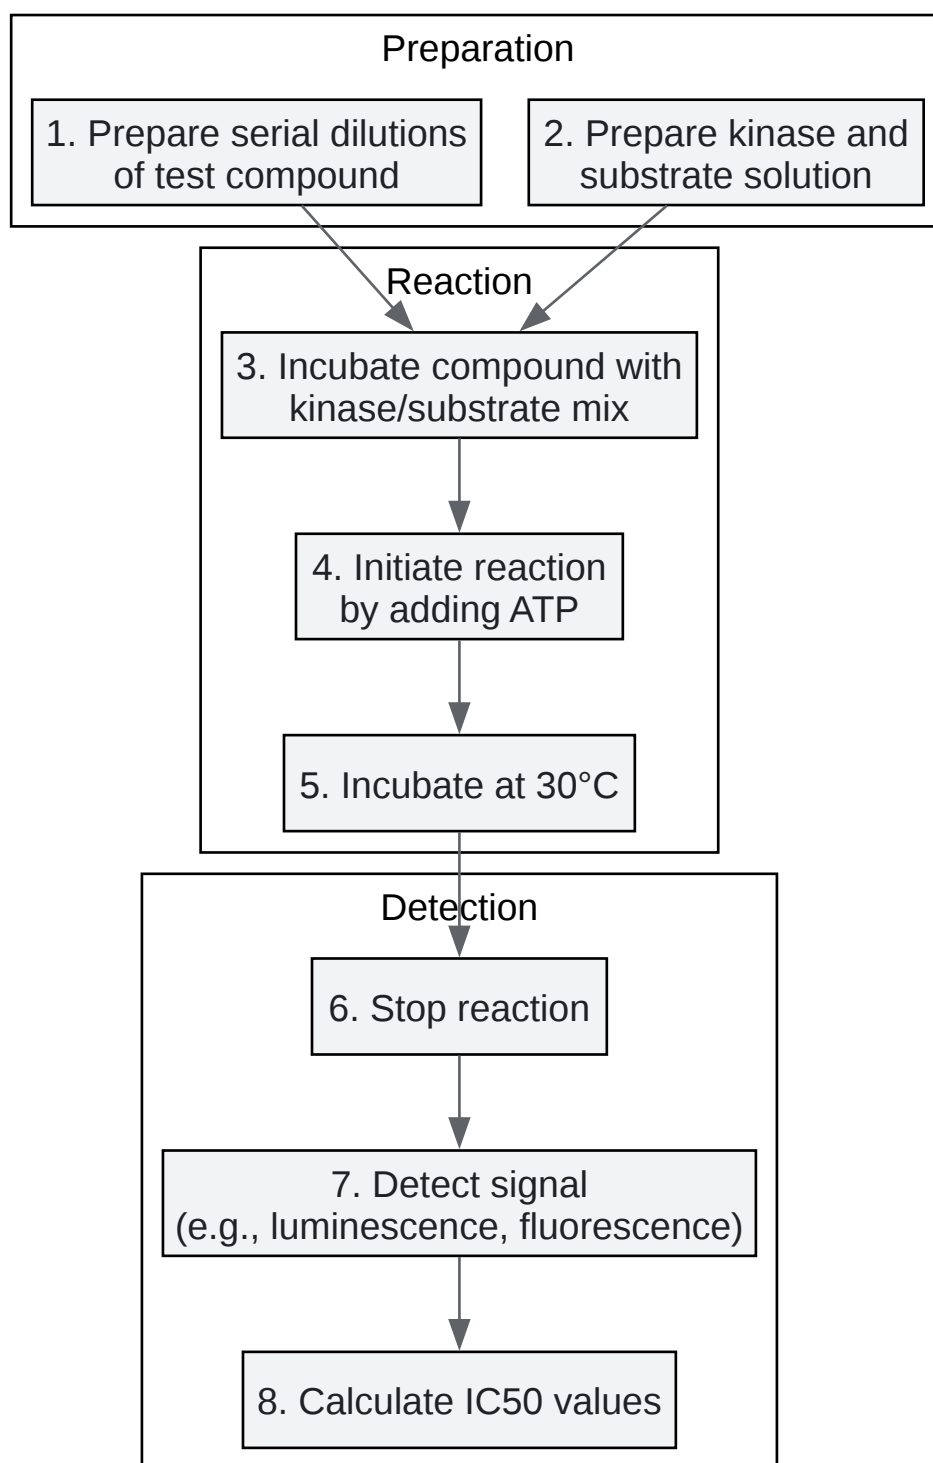 Preparation
1. Prepare serial dilutions
of test compound
2. Prepare kinase and
substrate solution
Reaction
3. Incubate compound with
kinase/substrate mix
4. Initiate reaction
by adding ATP
5. Incubate at 30°C
Detection
6. Stop reaction
7. Detect signal
(e.g., luminescence, fluorescence)
8. Calculate IC50 values